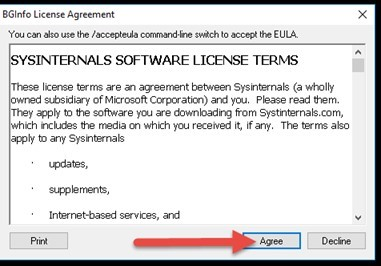 BGInfo License Agreement
You can also use the /accepteula command-line switch to accept the EULA.
SYSINTERNALS SOFTWARE LICENSE TERMS
These license terms are an agreement between Sysinternals (a wholly
owned subsidiary of Microsoft Corporation) and you.  Please read them.
They apply to the software you are downloading from Systinternals.com,
which includes the media on which you received it, if any.  The terms also
apply to any Sysinternals
· updates,
· supplements,
· Internet-based services, and
Print
Agree
Decline